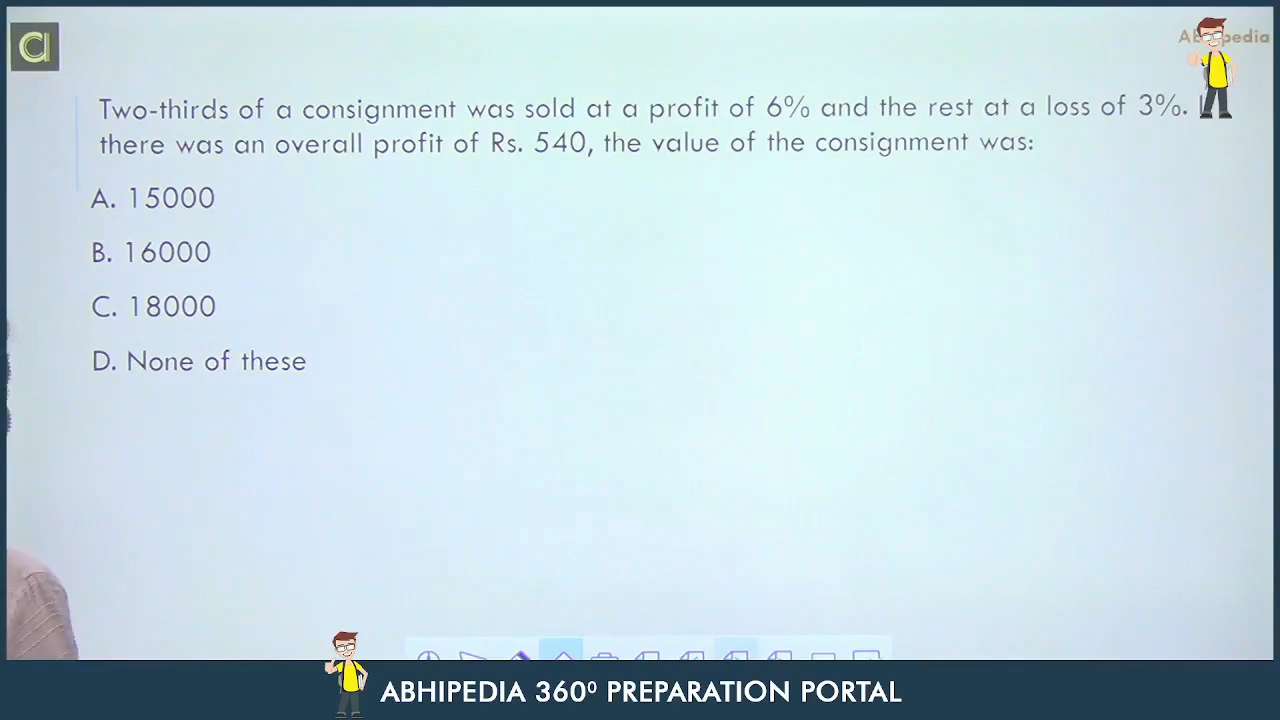 Abhipedia
Two-thirds of a consignment was sold at a profit of 6% and the rest at a loss of 3%.
there was an overall profit of Rs. 540, the value of the consignment was:
A. 15000
B. 16000
C. 18000
D. None of these
ABHIPEDIA 360⁰ PREPARATION PORTAL